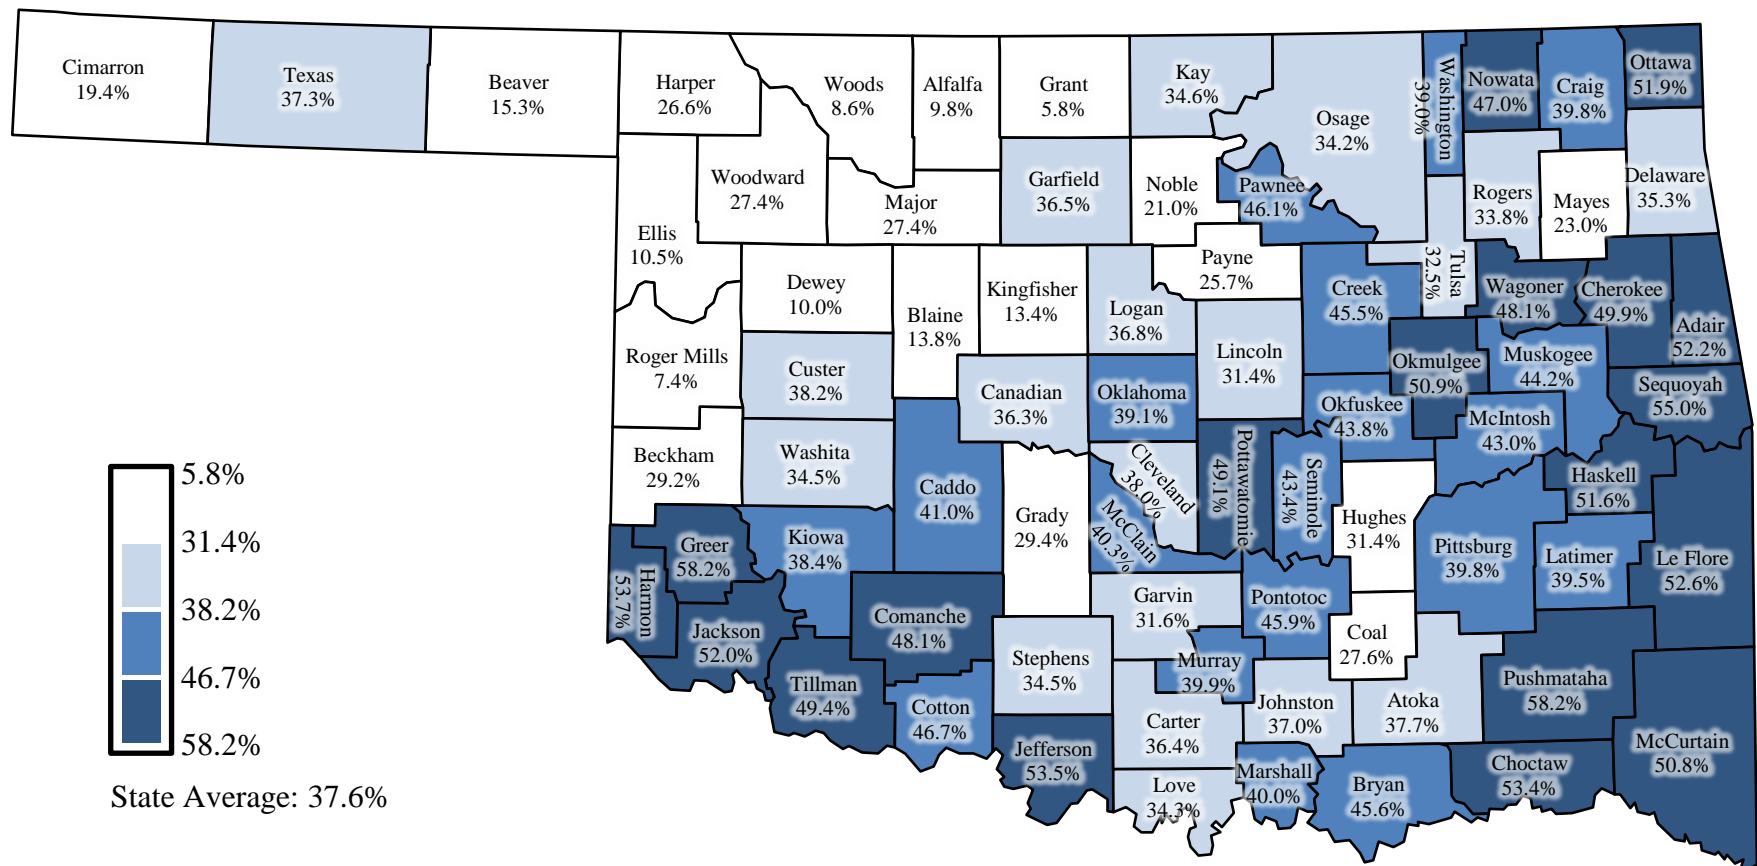 Cimarron
19.4%
Texas
37.3%
Beaver
15.3%
Harper
26.6%
Woods
8.6%
Alfalfa
9.8%
Grant
5.8%
Kay
34.6%
Osage
34.2%
Washington
39.0%
Nowata
47.0%
Craig
39.8%
Ottawa
51.9%
Woodward
27.4%
Major
27.4%
Garfield
36.5%
Noble
21.0%
Pawnee
46.1%
Rogers
33.8%
Mayes
23.0%
Delaware
35.3%
Ellis
10.5%
Dewey
10.0%
Blaine
13.8%
Kingfisher
13.4%
Logan
36.8%
Payne
25.7%
Creek
45.5%
Tulsa
32.5%
Wagoner
48.1%
Cherokee
49.9%
Adair
52.2%
Roger Mills
7.4%
Custer
38.2%
Canadian
36.3%
Oklahoma
39.1%
Lincoln
31.4%
Okmulgee
50.9%
Muskogee
44.2%
Sequoyah
55.0%
Okfuskee
43.8%
McIntosh
43.0%
Beckham
29.2%
Washita
34.5%
Caddo
41.0%
Grady
29.4%
Cleveland
38.0%
McClain
40.3%
Pottawatomie
49.1%
Seminole
43.4%
Hughes
31.4%
Haskell
51.6%
Pittsburg
39.8%
Latimer
39.5%
Le Flore
52.6%
Greer
58.2%
Kiowa
38.4%
Harmon
53.7%
Jackson
52.0%
Comanche
48.1%
Garvin
31.6%
Pontotoc
45.9%
Coal
27.6%
Tillman
49.4%
Cotton
46.7%
Stephens
34.5%
Murray
39.9%
Johnston
37.0%
Atoka
37.7%
Pushmataha
58.2%
McCurtain
50.8%
Jefferson
53.5%
Carter
36.4%
Love
34.3%
Marshall
40.0%
Bryan
45.6%
Choctaw
53.4%
5.8%
31.4%
38.2%
46.7%
58.2%
State Average: 37.6%